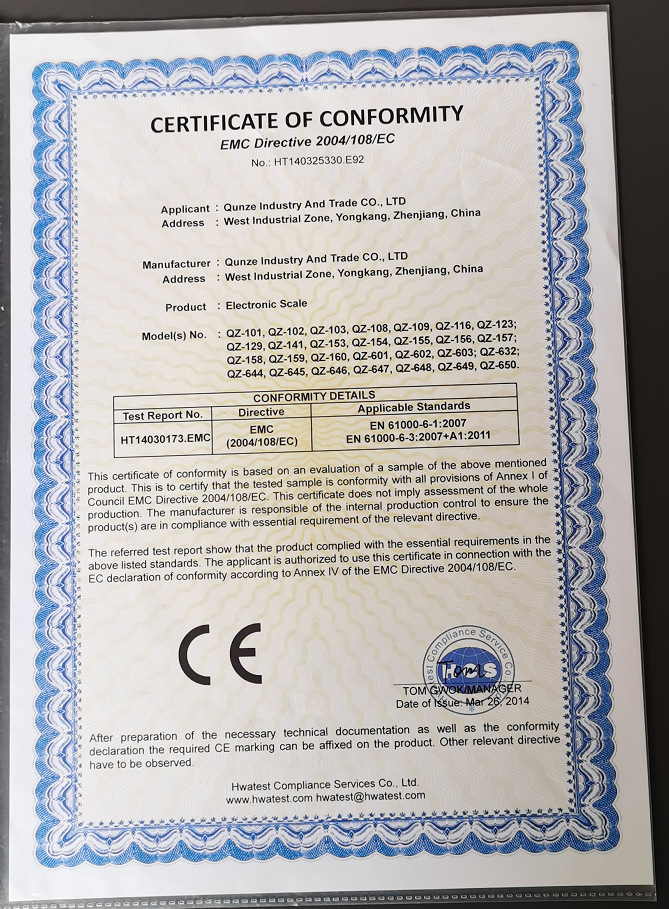 CERTIFICATE OF CONFORMITY
EMC Directive 2004/108/EC
No.: HT140325330.E92
Applicant : Qunze Industry And Trade CO., LTD
Address : West Industrial Zone, Yongkang, Zhenjiang, China
Manufacturer : Qunze Industry And Trade CO., LTD
Address : West Industrial Zone, Yongkang, Zhenjiang, China
Product : Electronic Scale
Model(s) No. : QZ-101, QZ-102, QZ-103, QZ-108, QZ-109, QZ-116, QZ-123;
QZ-129, QZ-141, QZ-153, QZ-154, QZ-155, QZ-156, QZ-157;
QZ-158, QZ-159, QZ-160, QZ-601, QZ-602, QZ-603; QZ-632;
QZ-644, QZ-645, QZ-646, QZ-647, QZ-648, QZ-649, QZ-650.
CONFORMITY DETAILS
Test Report No. Directive Applicable Standards
HT14030173.EMC EMC (2004/108/EC) EN 61000-6-1:2007
EN 61000-6-3:2007+A1:2011
This certificate of conformity is based on an evaluation of a sample of the above mentioned
product. This is to certify that the tested sample is conformity with all provisions of Annex I of
Council EMC Directive 2004/108/EC. This certificate does not imply assessment of the whole
production. The manufacturer is responsible of the internal production control to ensure the
product(s) are in compliance with essential requirement of the relevant directive.
The referred test report show that the product complied with the essential requirements in the
above listed standards. The applicant is authorized to use this certificate in connection with the
EC declaration of conformity according to Annex IV of the EMC Directive 2004/108/EC.
CE
Hwatest Compliance Service Co.
Tom
TOM GWOK/MANAGER
Date of Issue: Mar 26, 2014
After preparation of the necessary technical documentation as well as the conformity
declaration the required CE marking can be affixed on the product. Other relevant directive
have to be observed.
Hwatest Compliance Services Co., Ltd.
www.hwatest.com hwatest@hwatest.com